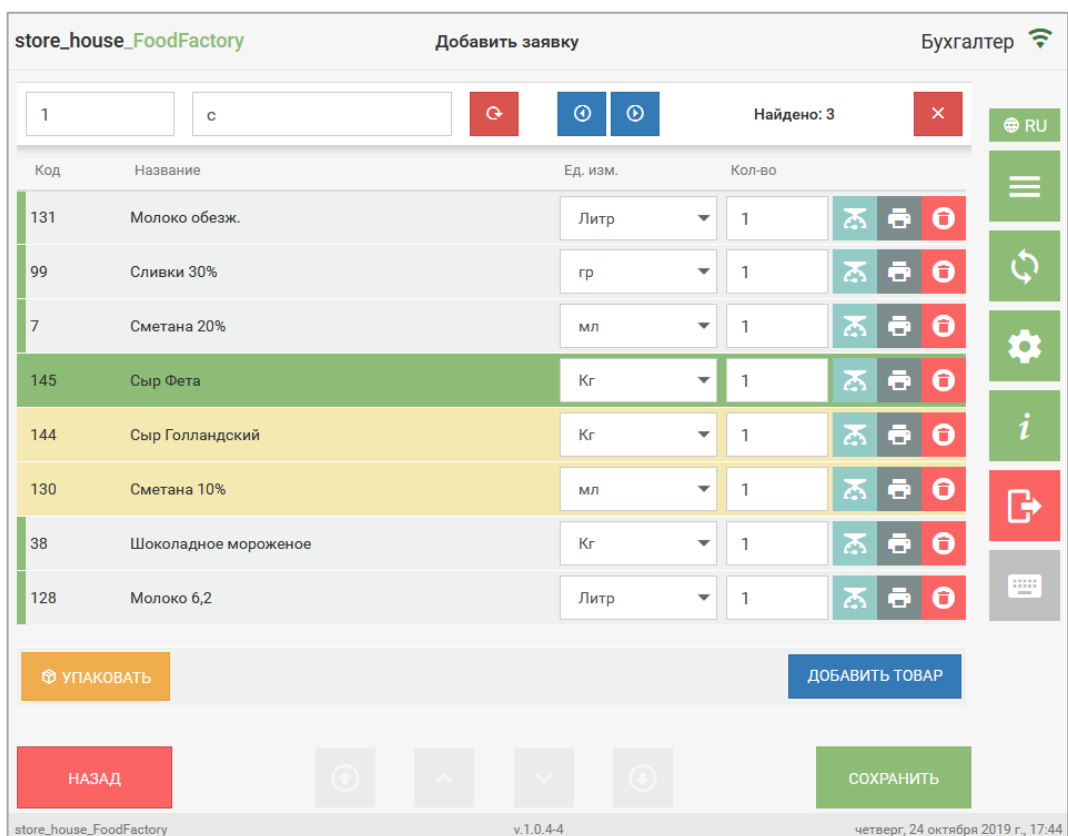 store_house_FoodFactory Добавить заявку Бухгалтер
1 с Найдено: 3
RU
Код Название Ед. изм. Кол-во
131 Молоко обезж. Литр 1
99 Сливки 30% гр 1
7 Сметана 20% мл 1
145 Сыр Фета Кг 1
144 Сыр Голландский Кг 1
130 Сметана 10% мл 1
38 Шоколадное мороженое Кг 1
128 Молоко 6,2 Литр 1
УПАКОВАТЬ ДОБАВИТЬ ТОВАР
НАЗАД СОХРАНИТЬ
store_house_FoodFactory v.1.0.4-4 четверг, 24 октября 2019 г., 17:44